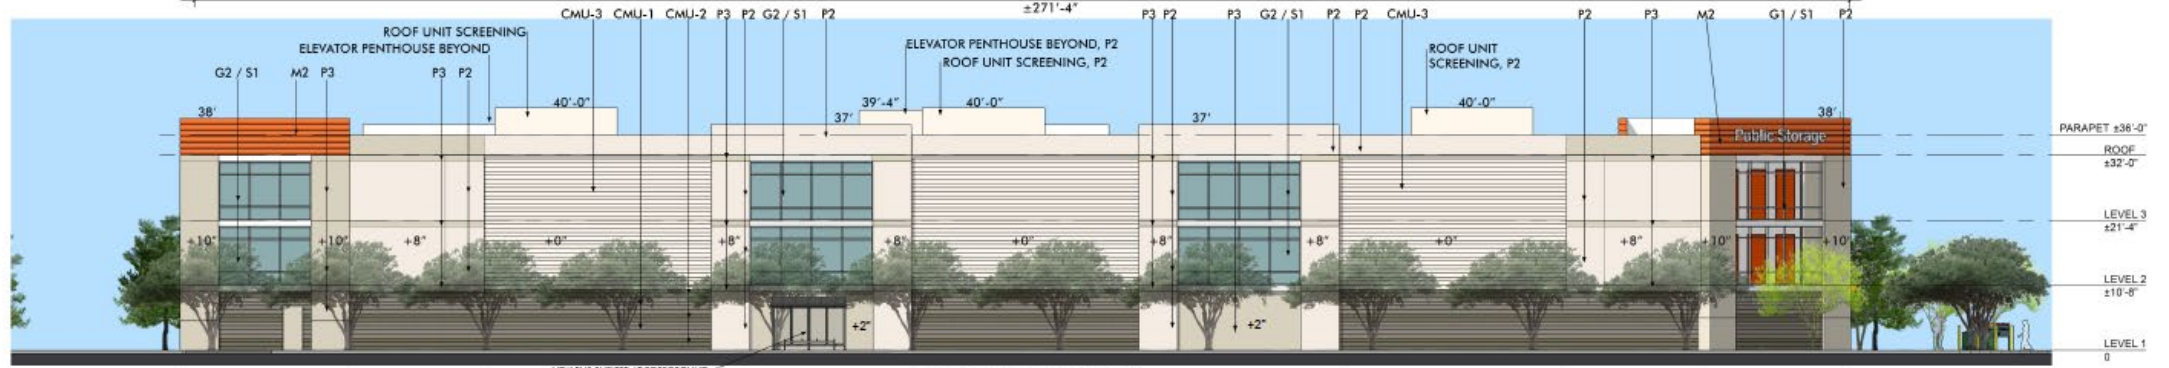 ±271'-4"
CMU-3 CMU-1 CMU-2 P3 P2 G2 / S1 P2 P3 P2 P3 G2 / S1 P2 P2 CMU-3 P2 P3 M2 G1 / S1 P2
ROOF UNIT SCREENING
ELEVATOR PENTHOUSE BEYOND
ELEVATOR PENTHOUSE BEYOND, P2
ROOF UNIT SCREENING, P2
ROOF UNIT
SCREENING, P2
G2 / S1 M2 P3 P3 P2
38' 40'-0" 37' 39'-4" 40'-0" 37' 40'-0" 38'
Public Storage
PARAPET ±36'-0"
ROOF
±32'-0"
LEVEL 3
±21'-4"
+10" +10" +8" +0" +8" +8" +0" +8" +8" +0" +8" +10" +10"
LEVEL 2
±10'-8"
+2" +2"
LEVEL 1
0